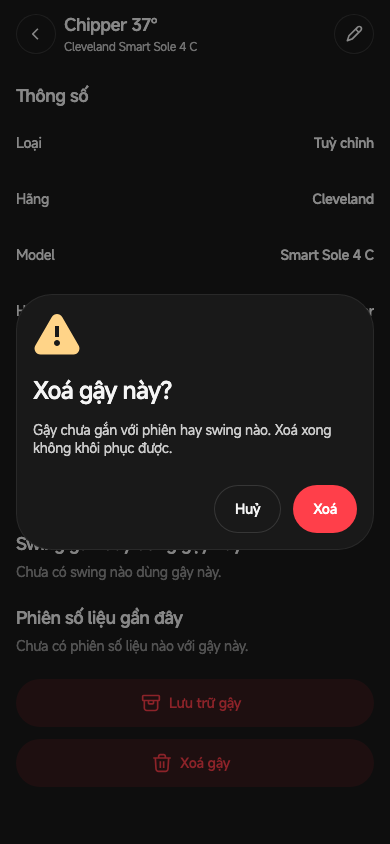 Chipper 37°
Cleveland Smart Sole 4 C
Thông số
Loại
Tuỳ chỉnh
Hãng
Cleveland
Model
Smart Sole 4 C
Xoá gậy này?
Gậy chưa gắn với phiên hay swing nào. Xoá xong
không khôi phục được.
Huỷ
Xoá
Chưa có swing nào dùng gậy này.
Phiên số liệu gần đây
Chưa có phiên số liệu nào với gậy này.
Lưu trữ gậy
Xoá gậy